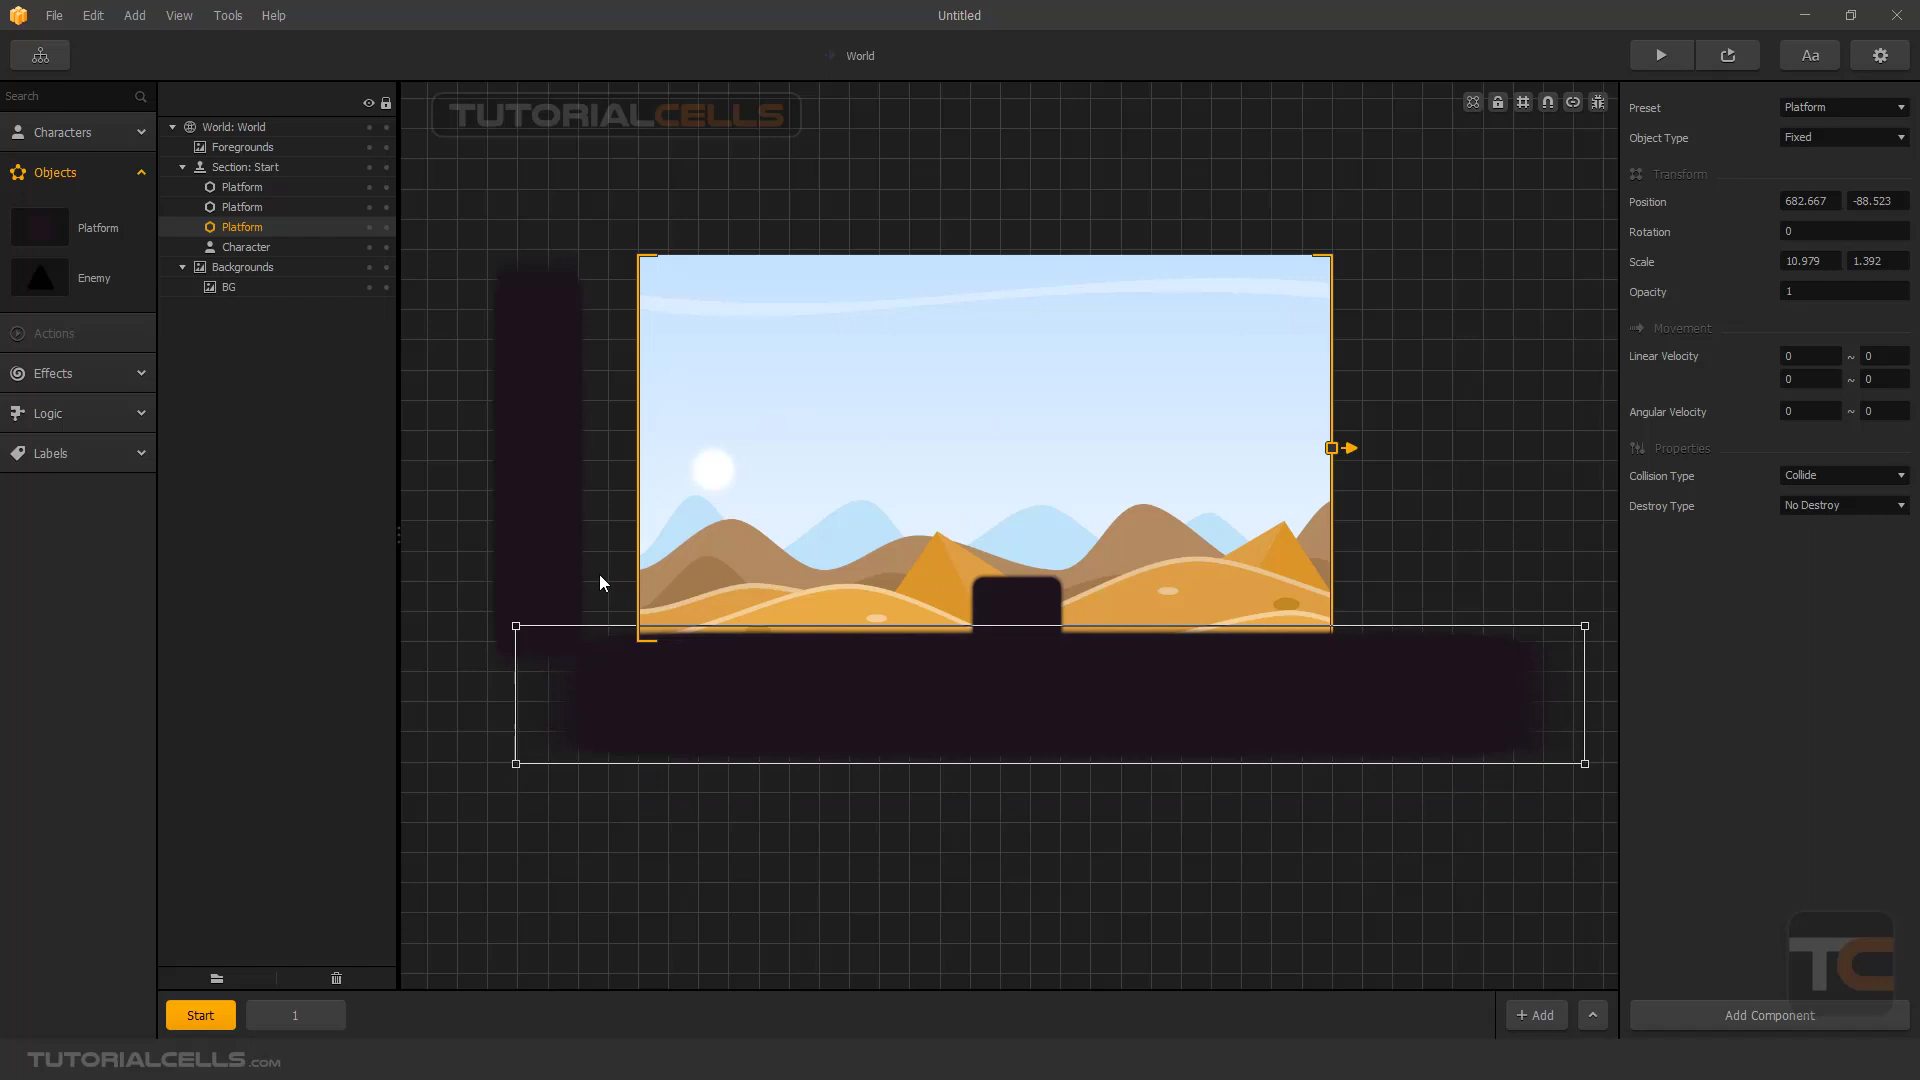 File Edit Add View Tools Help
Untitled
World
Aa
Search
Characters
Objects
Platform
Enemy
Actions
Effects
Logic
Labels
World: World
Foregrounds
Section: Start
Platform
Platform
Platform
Character
Backgrounds
BG
TUTORIALCELLS
Preset Platform
Object Type Fixed
Transform
Position 682.667 -88.523
Rotation 0
Scale 10.979 1.392
Opacity 1
Movement
Linear Velocity 0 ~ 0
0 ~ 0
Angular Velocity 0 ~ 0
Properties
Collision Type Collide
Destroy Type No Destroy
TC
Start 1
+ Add
Add Component
TUTORIALCELLS.COM